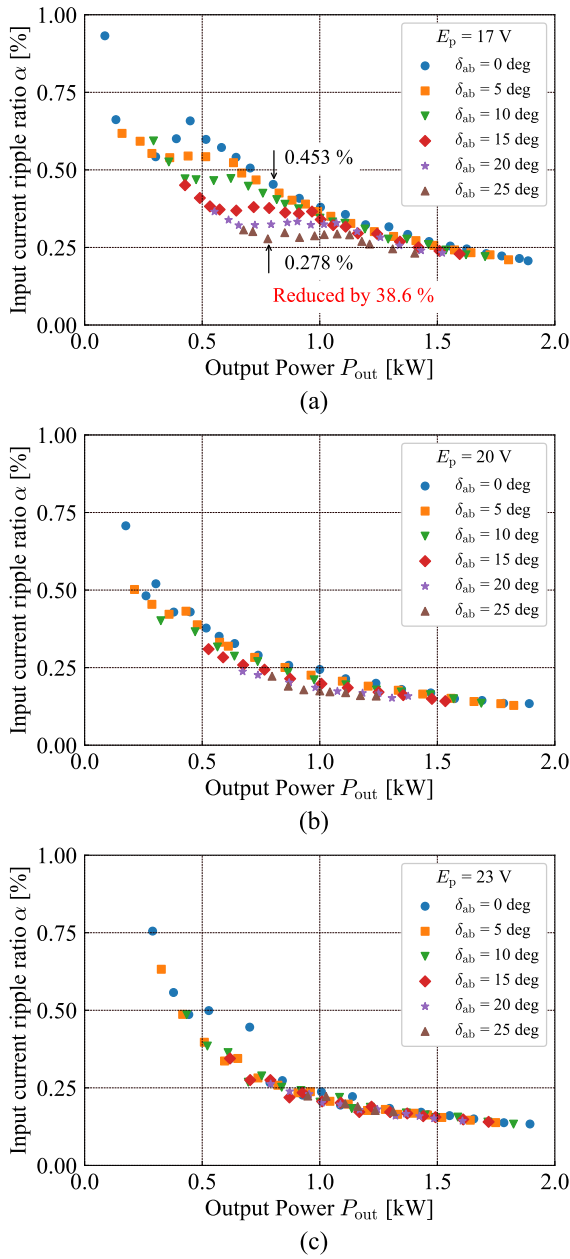 Input current ripple ratio α [%]
1.00
0.75
0.50
0.25
0.00
E_p = 17 V
δ_ab = 0 deg
δ_ab = 5 deg
δ_ab = 10 deg
δ_ab = 15 deg
δ_ab = 20 deg
δ_ab = 25 deg
0.453 %
0.278 %
Reduced by 38.6 %
0.0 0.5 1.0 1.5 2.0
Output Power P_out [kW]
(a)
Input current ripple ratio α [%]
1.00
0.75
0.50
0.25
0.00
E_p = 20 V
δ_ab = 0 deg
δ_ab = 5 deg
δ_ab = 10 deg
δ_ab = 15 deg
δ_ab = 20 deg
δ_ab = 25 deg
0.0 0.5 1.0 1.5 2.0
Output Power P_out [kW]
(b)
Input current ripple ratio α [%]
1.00
0.75
0.50
0.25
0.00
E_p = 23 V
δ_ab = 0 deg
δ_ab = 5 deg
δ_ab = 10 deg
δ_ab = 15 deg
δ_ab = 20 deg
δ_ab = 25 deg
0.0 0.5 1.0 1.5 2.0
Output Power P_out [kW]
(c)